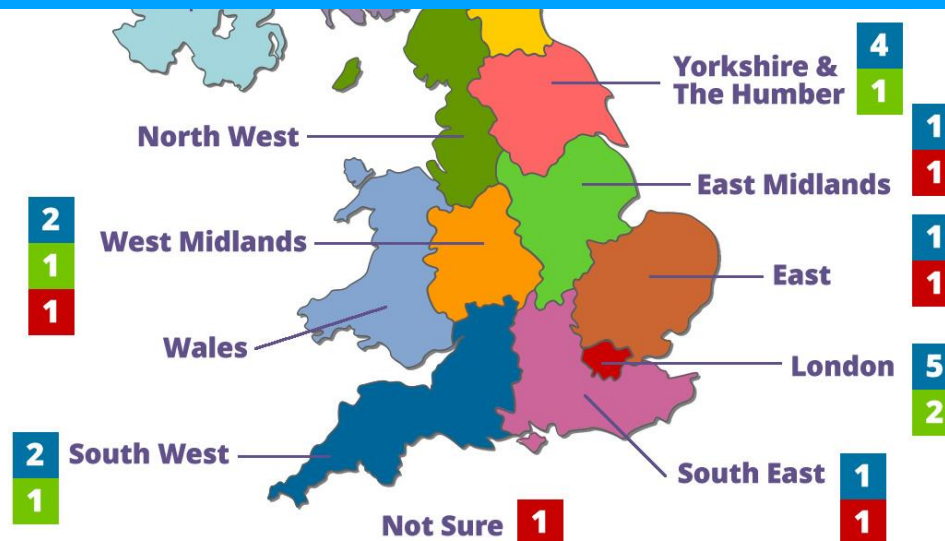 Yorkshire &
The Humber
4
1
North West
East Midlands
1
1
2
1
1
West Midlands
East
1
1
Wales
London
5
2
2
1
South West
South East
1
1
Not Sure
1